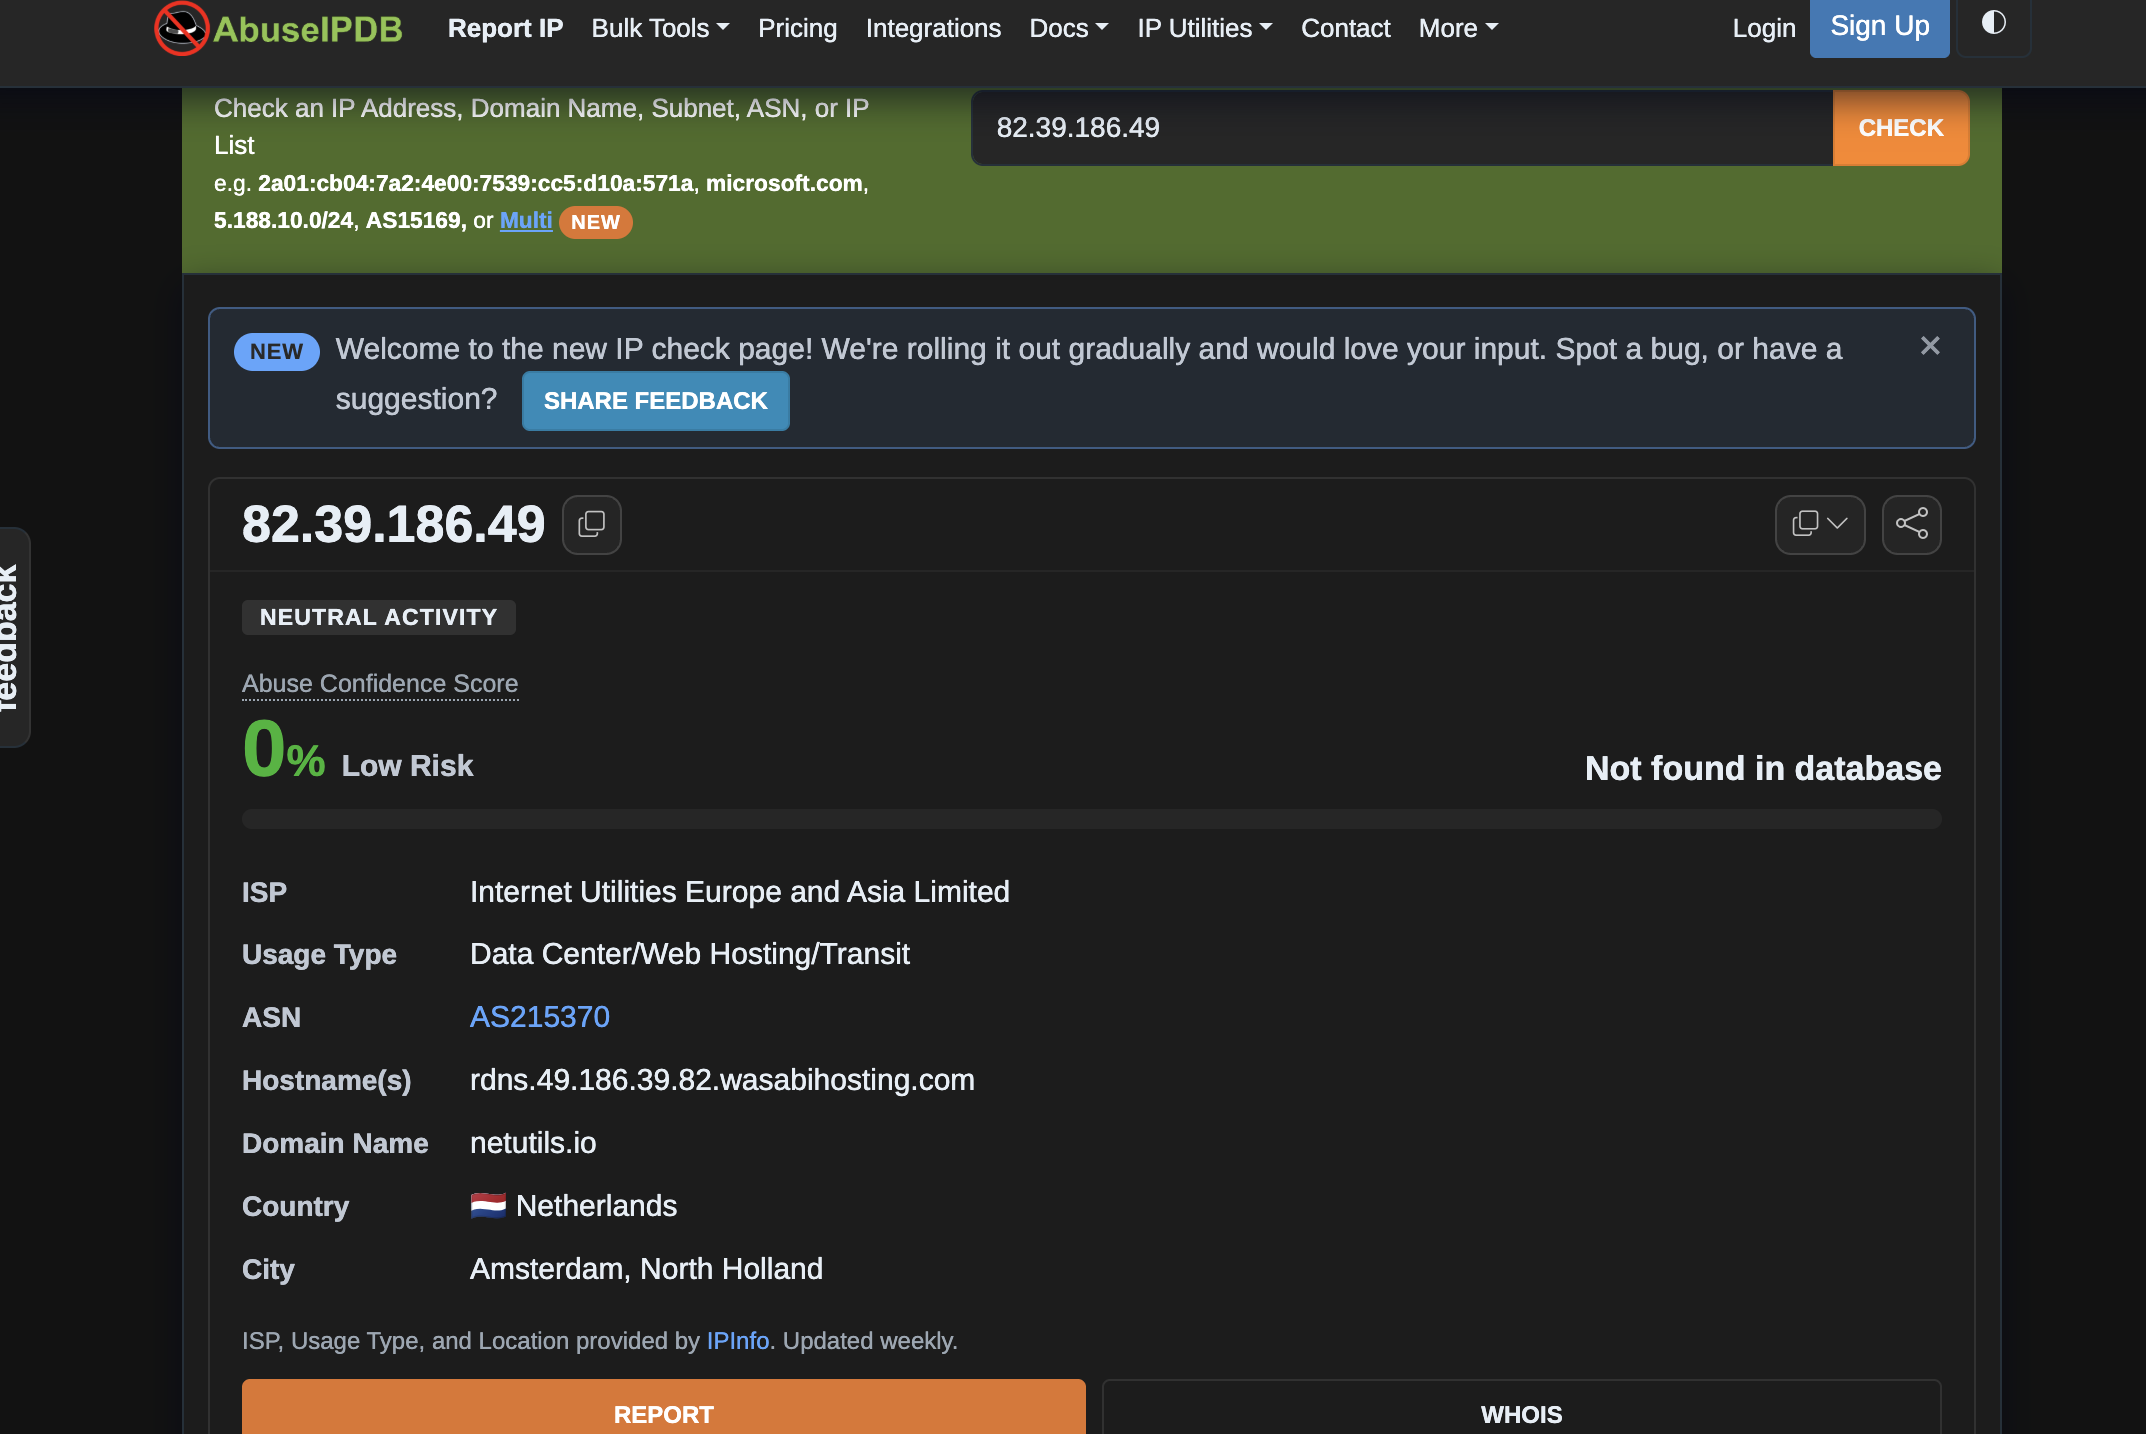 AbuseIPDB Report IP Bulk Tools Pricing Integrations Docs IP Utilities Contact More Login Sign Up
Check an IP Address, Domain Name, Subnet, ASN, or IP
List
e.g. 2a01:cb04:7a2:4e00:7539:cc5:d10a:571a, microsoft.com,
5.188.10.0/24, AS15169, or Multi NEW
82.39.186.49 CHECK
NEW Welcome to the new IP check page! We're rolling it out gradually and would love your input. Spot a bug, or have a
suggestion? SHARE FEEDBACK
feedback
82.39.186.49
NEUTRAL ACTIVITY
Abuse Confidence Score
0% Low Risk Not found in database
ISP Internet Utilities Europe and Asia Limited
Usage Type Data Center/Web Hosting/Transit
ASN AS215370
Hostname(s) rdns.49.186.39.82.wasabihosting.com
Domain Name netutils.io
Country Netherlands
City Amsterdam, North Holland
ISP, Usage Type, and Location provided by IPInfo. Updated weekly.
REPORT WHOIS